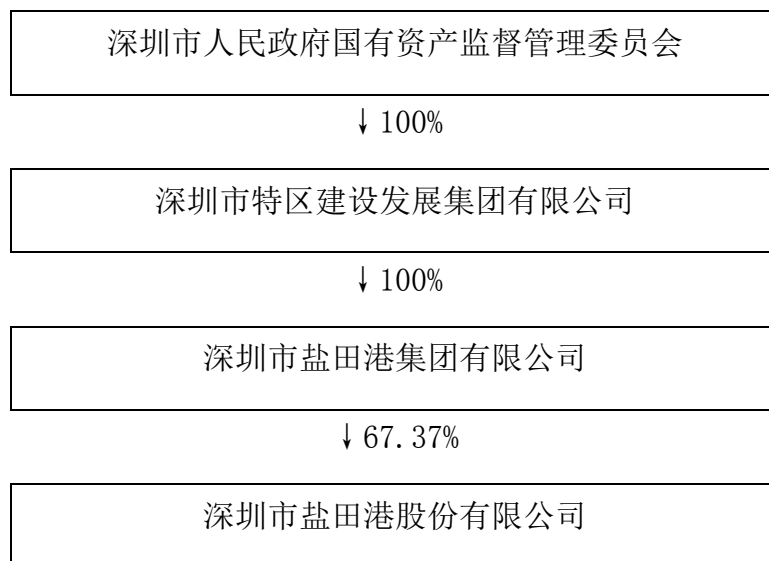 深圳市人民政府国有资产监督管理委员会
↓100%
深圳市特区建设发展集团有限公司
↓100%
深圳市盐田港集团有限公司
↓67.37%
深圳市盐田港股份有限公司